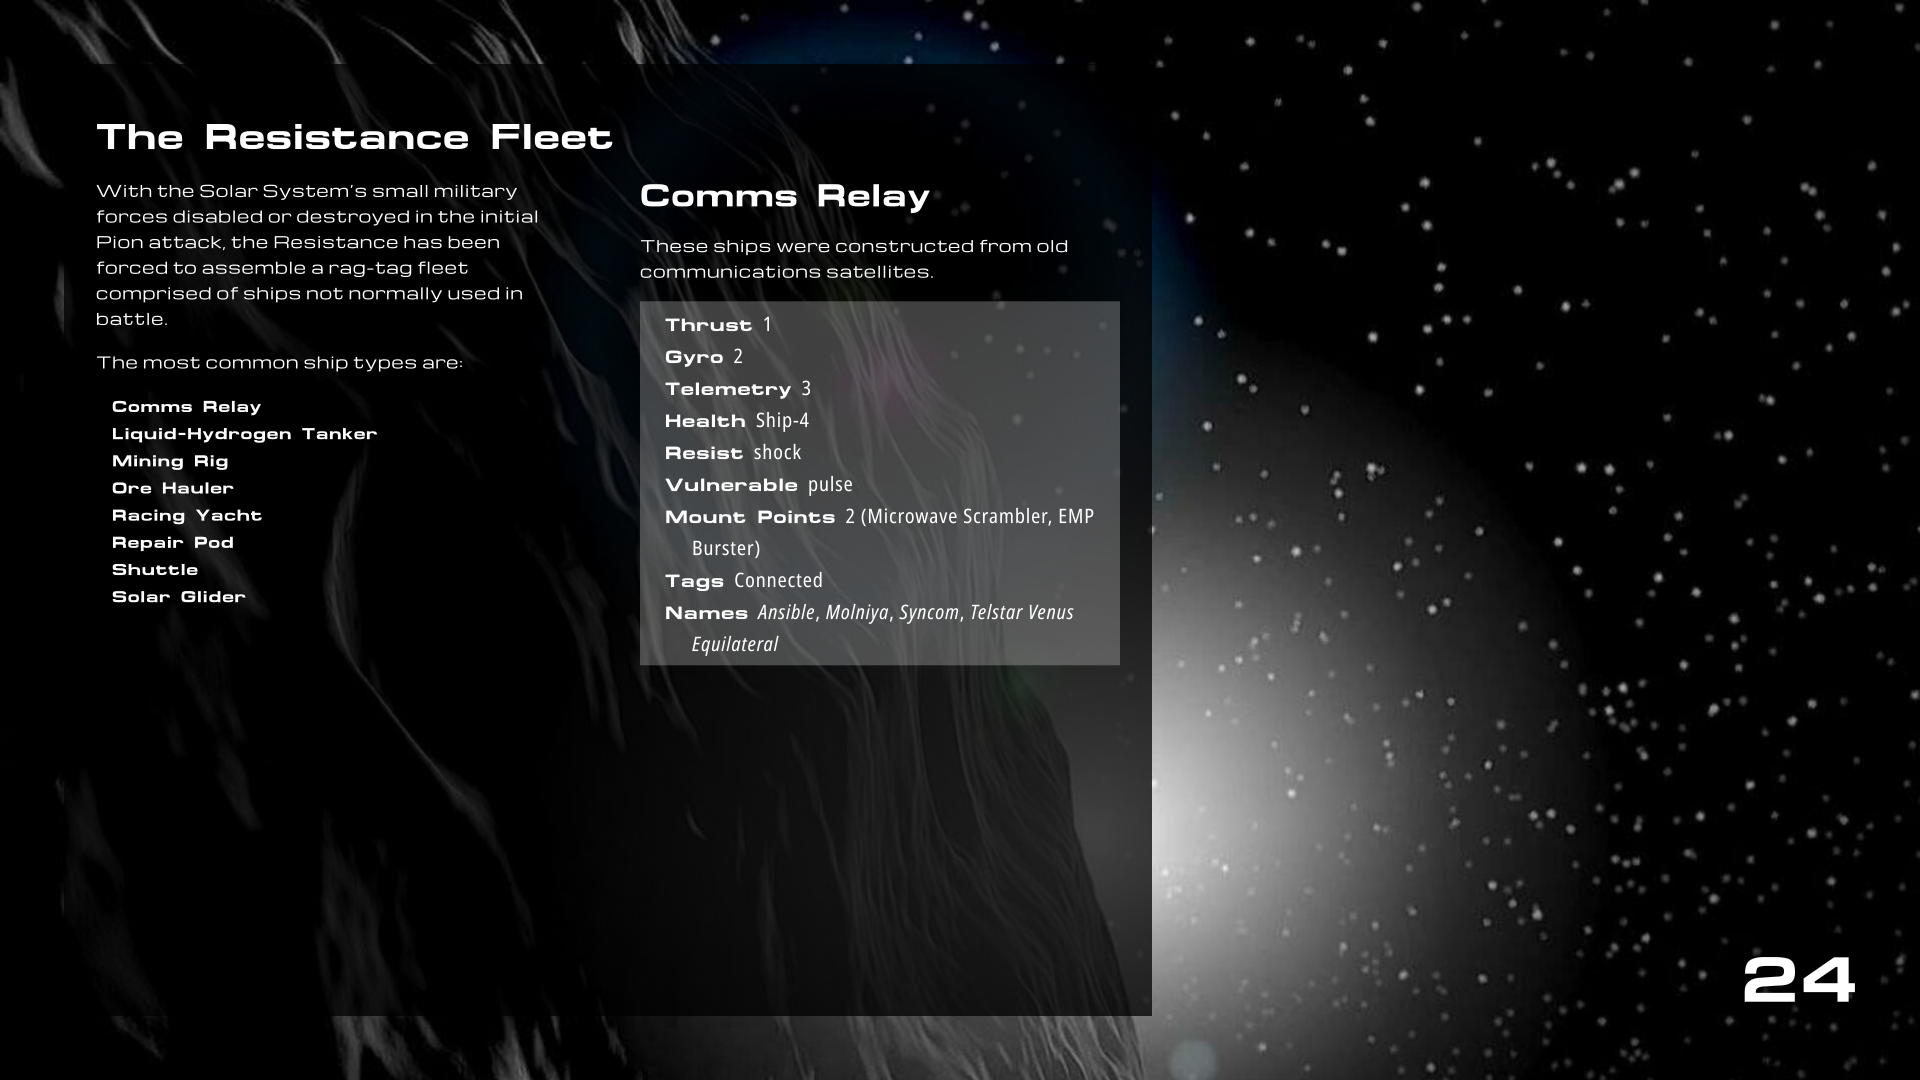 The Resistance Fleet
With the Solar System's small military
forces disabled or destroyed in the initial
Pion attack, the Resistance has been
forced to assemble a rag-tag fleet
comprised of ships not normally used in
battle.
The most common ship types are:
Comms Relay
Liquid-Hydrogen Tanker
Mining Rig
Ore Hauler
Racing Yacht
Repair Pod
Shuttle
Solar Glider
Comms Relay
These ships were constructed from old
communications satellites.
Thrust 1
Gyro 2
Telemetry 3
Health Ship-4
Resist shock
Vulnerable pulse
Mount Points 2 (Microwave Scrambler, EMP
Burster)
Tags Connected
Names Ansible, Molniya, Syncom, Telstar Venus
Equilateral
24